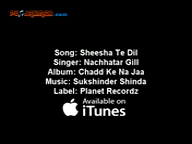 Song: Sheesha Te Dil
Singer: Nachhatar Gill
Album: Chadd Ke Na Jaa
Music: Sukshinder Shinda
Label: Planet Recordz
Available on
iTunes